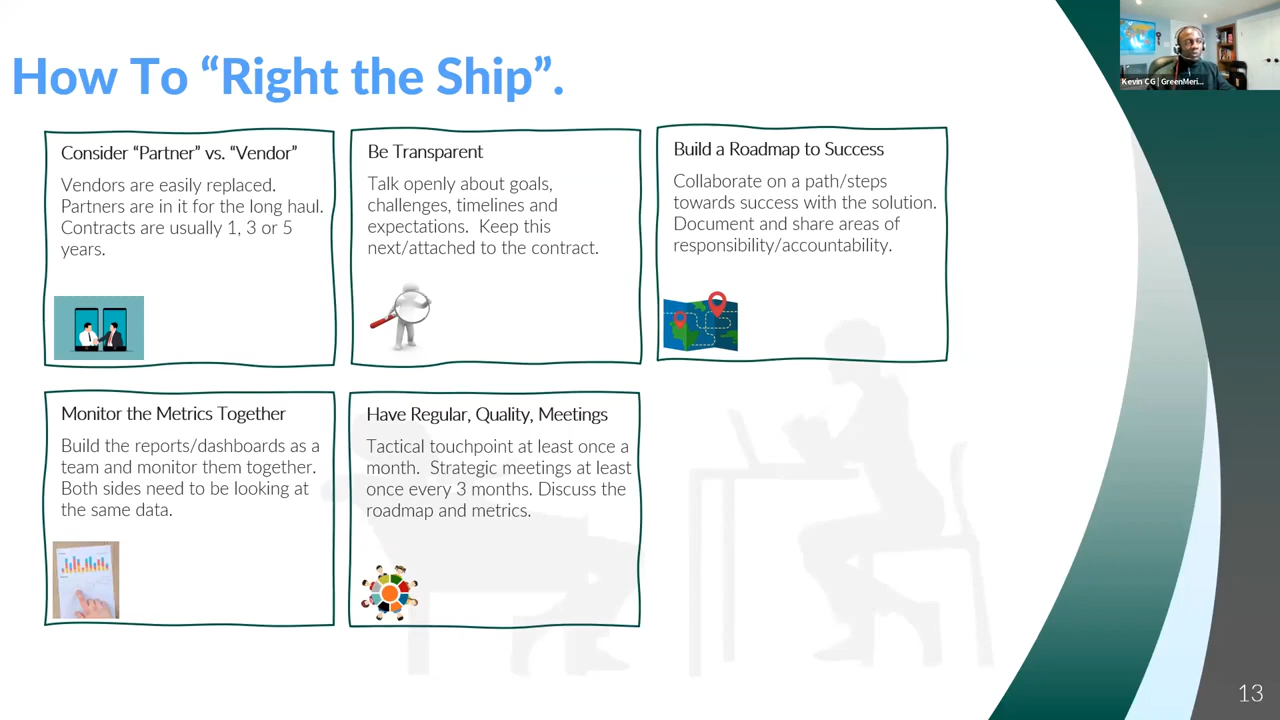 How To “Right the Ship”.
Kevin CG | GreenMeri...
Consider “Partner” vs. “Vendor”
Vendors are easily replaced.
Partners are in it for the long haul.
Contracts are usually 1, 3 or 5
years.
Be Transparent
Talk openly about goals,
challenges, timelines and
expectations. Keep this
next/attached to the contract.
Build a Roadmap to Success
Collaborate on a path/steps
towards success with the solution.
Document and share areas of
responsibility/accountability.
Monitor the Metrics Together
Build the reports/dashboards as a
team and monitor them together.
Both sides need to be looking at
the same data.
Have Regular, Quality, Meetings
Tactical touchpoint at least once a
month. Strategic meetings at least
once every 3 months. Discuss the
roadmap and metrics.
13